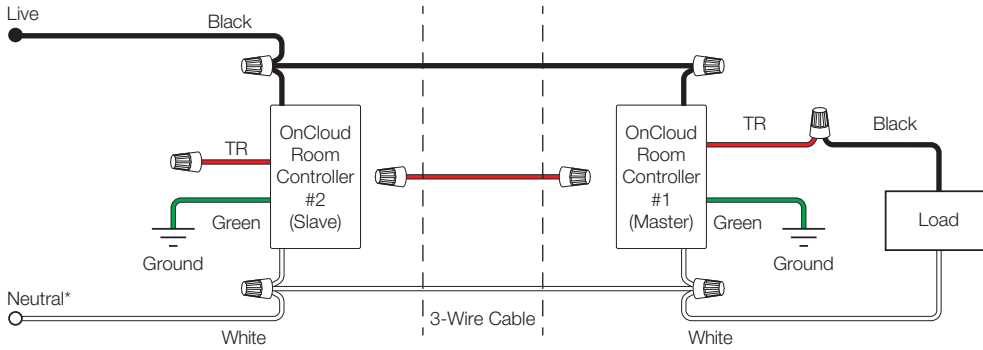 Live
Black
OnCloud
Room
Controller
#2
(Slave)
TR
Green
Ground
OnCloud
Room
Controller
#1
(Master)
TR
Black
Green
Ground
Load
Neutral*
White
3-Wire Cable
White